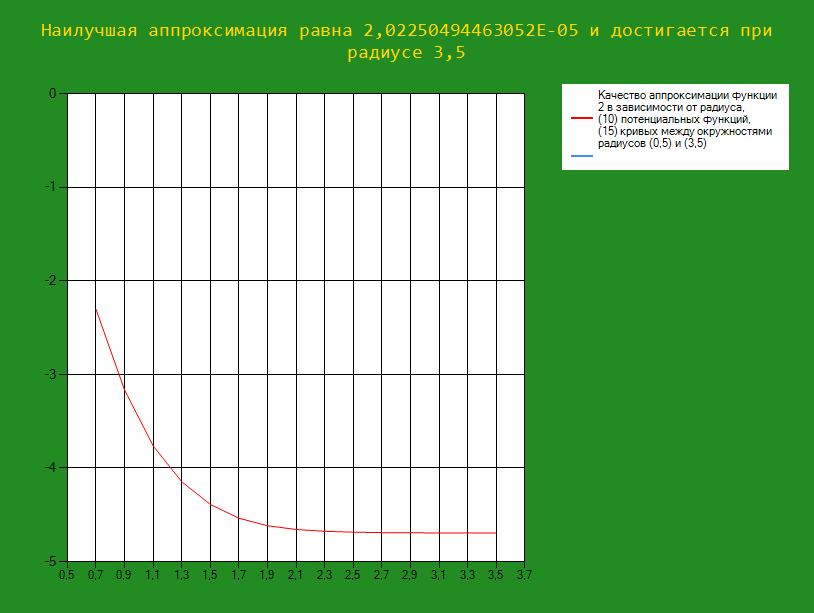 Наилучшая аппроксимация равна 2,02250494463052E-05 и достигается при
радиусе 3,5
Качество аппроксимации функции
2 в зависимости от радиуса,
(10) потенциальных функций,
(15) кривых между окружностями
радиусов (0,5) и (3,5)
0
-1
-2
-3
-4
-5
0,5 0,7 0,9 1,1 1,3 1,5 1,7 1,9 2,1 2,3 2,5 2,7 2,9 3,1 3,3 3,5 3,7